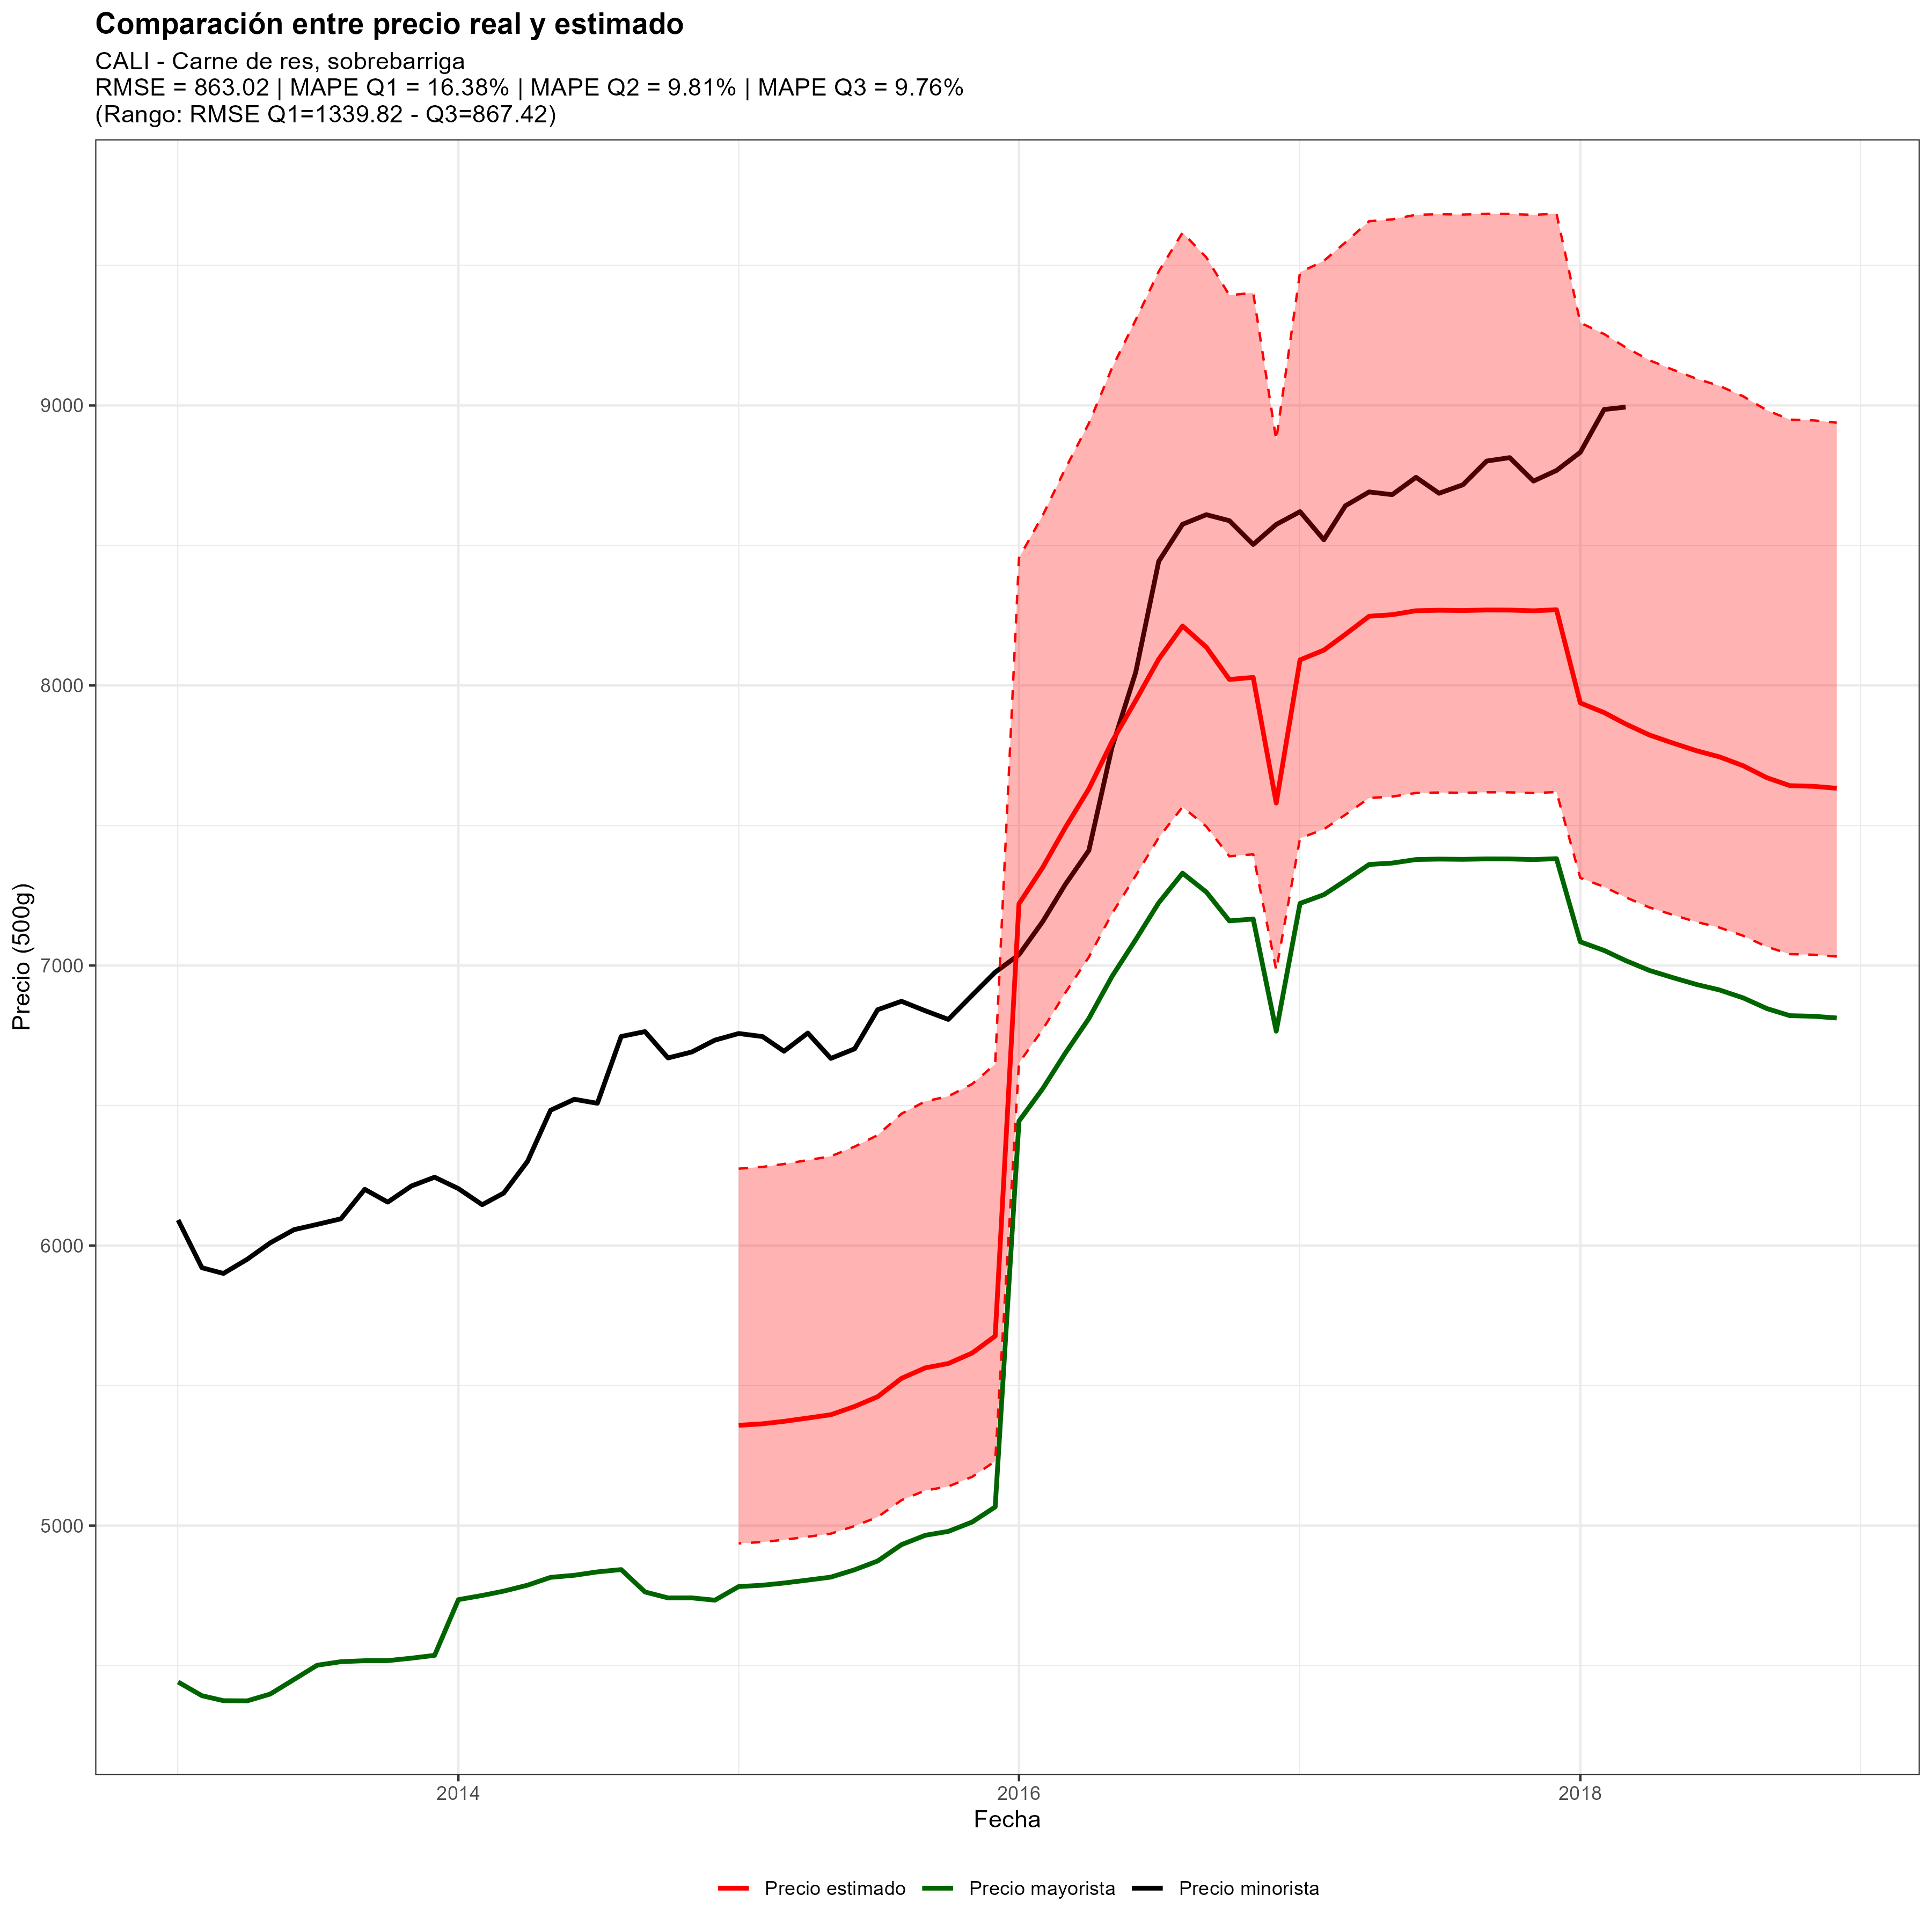 Comparación entre precio real y estimado
CALI - Carne de res, sobrebarriga
RMSE = 863.02 | MAPE Q1 = 16.38% | MAPE Q2 = 9.81% | MAPE Q3 = 9.76%
(Rango: RMSE Q1=1339.82 - Q3=867.42)
Precio (500g)
9000
8000
7000
6000
5000
2014 2016 2018
Fecha
Precio estimado Precio mayorista Precio minorista